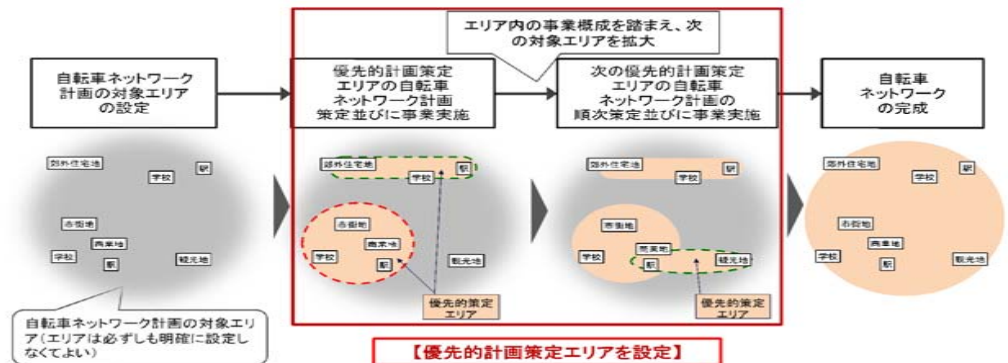 エリア内の事業概成を踏まえ、次
の対象エリアを拡大
自転車ネットワーク
計画の対象エリア
の設定
優先的計画策定
エリアの自転車
ネットワーク計画
策定並びに事業実施
次の優先的計画策定
エリアの自転車
ネットワーク計画の
順次策定並びに事業実施
自転車
ネットワーク
の完成
郊外住宅地
学校
駅
市街地
商業地
学校
駅
観光地
郊外住宅地
学校
駅
市街地
商業地
学校
駅
観光地
優先的策定
エリア
郊外住宅地
学校
駅
市街地
商業地
学校
駅
観光地
優先的策定
エリア
郊外住宅地
学校
駅
市街地
商業地
学校
駅
観光地
自転車ネットワーク計画の対象エリ
ア(エリアは必ずしも明確に設定し
なくてよい)
【優先的計画策定エリアを設定】